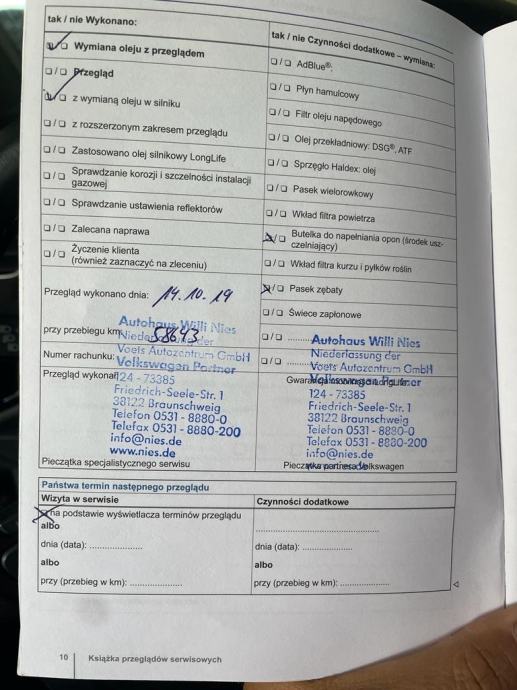 tak / nie Wykonano:
❏/❏ Wymiana oleju z przeglądem
❏/❏ Przegląd
❏/❏ z wymianą oleju w silniku
❏/❏ z rozszerzonym zakresem przeglądu
❏/❏ Zastosowano olej silnikowy LongLife
❏/❏ Sprawdzanie korozji i szczelności instalacji
gazowej
❏/❏ Sprawdzanie ustawienia reflektorów
❏/❏ Zalecana naprawa
❏/❏ Życzenie klienta
(również zaznaczyć na zleceniu)
Przegląd wykonano dnia: 14.10.19
przy przebiegu km: 58643
Numer rachunku:
Przegląd wykonał
Autohaus Willi Nies
Niederlassung der
Voets Autozentrum GmbH
Volkswagen Partner
124 - 73385
Friedrich-Seele-Str. 1
38122 Braunschweig
Telefon 0531 - 8880-0
Telefax 0531 - 8880-200
info@nies.de
www.nies.de
Pieczątka specjalistycznego serwisu
tak / nie Czynności dodatkowe – wymiana:
❏/❏ AdBlue®:
❏/❏ Płyn hamulcowy
❏/❏ Filtr oleju napędowego
❏/❏ Olej przekładniowy: DSG®, ATF
❏/❏ Sprzęgło Haldex: olej
❏/❏ Pasek wielorowkowy
❏/❏ Wkład filtra powietrza
❏/❏ Butelka do napełniania opon (środek usz-
czelniający)
❏/❏ Wkład filtra kurzu i pyłków roślin
❏/❏ Pasek zębaty
❏/❏ Świece zapłonowe
❏/❏
❏/❏
Autohaus Willi Nies
Niederlassung der
Voets Autozentrum GmbH
Volkswagen Partner
124 - 73385
Friedrich-Seele-Str. 1
38122 Braunschweig
Telefon 0531 - 8880-0
Telefax 0531 - 8880-200
info@nies.de
www.nies.de
Pieczątka partnera Volkswagen
Państwa termin następnego przeglądu
Wizyta w serwisie
❏ na podstawie wyświetlacza terminów przeglądu
albo
dnia (data): ......................
albo
przy (przebieg w km): ......................
Czynności dodatkowe
......................
dnia (data): ......................
albo
przy (przebieg w km): ......................
10 Książka przeglądów serwisowych